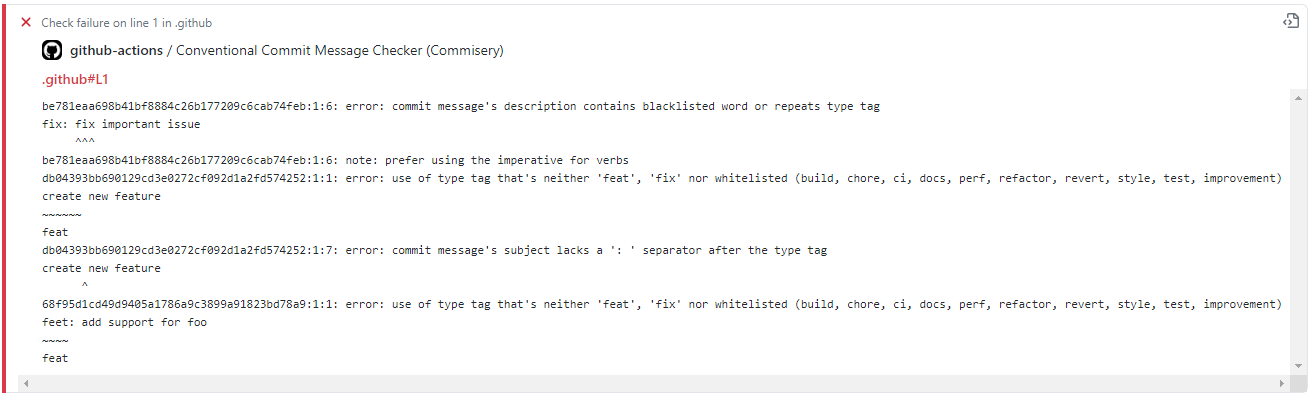 Check failure on line 1 in .github
github-actions / Conventional Commit Message Checker (Commisery)
.github#L1
be781eaa698b41bf8884c26b177209c6cab74feb:1:6: error: commit message's description contains blacklisted word or repeats type tag
fix: fix important issue
     ^^^
be781eaa698b41bf8884c26b177209c6cab74feb:1:6: note: prefer using the imperative for verbs
db04393bb690129cd3e0272cf092d1a2fd574252:1:1: error: use of type tag that's neither 'feat', 'fix' nor whitelisted (build, chore, ci, docs, perf, refactor, revert, style, test, improvement)
create new feature
~~~~~~
feat
db04393bb690129cd3e0272cf092d1a2fd574252:1:7: error: commit message's subject lacks a ': ' separator after the type tag
create new feature
      ^
68f95d1cd49d9405a1786a9c3899a91823bd78a9:1:1: error: use of type tag that's neither 'feat', 'fix' nor whitelisted (build, chore, ci, docs, perf, refactor, revert, style, test, improvement)
feet: add support for foo
~~~~
feat